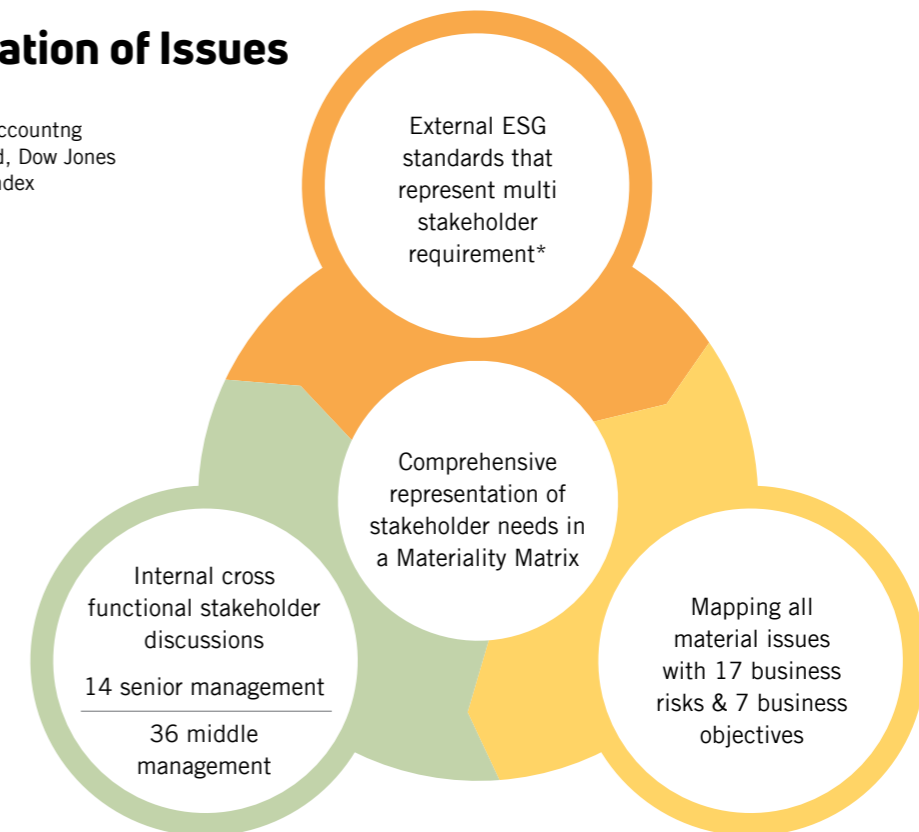 ation of Issues
ccountng
d, Dow Jones
ndex
External ESG
standards that
represent multi
stakeholder
requirement*
Comprehensive
representation of
stakeholder needs in
a Materiality Matrix
Internal cross
functional stakeholder
discussions
14 senior management
36 middle
management
Mapping all
material issues
with 17 business
risks & 7 business
objectives